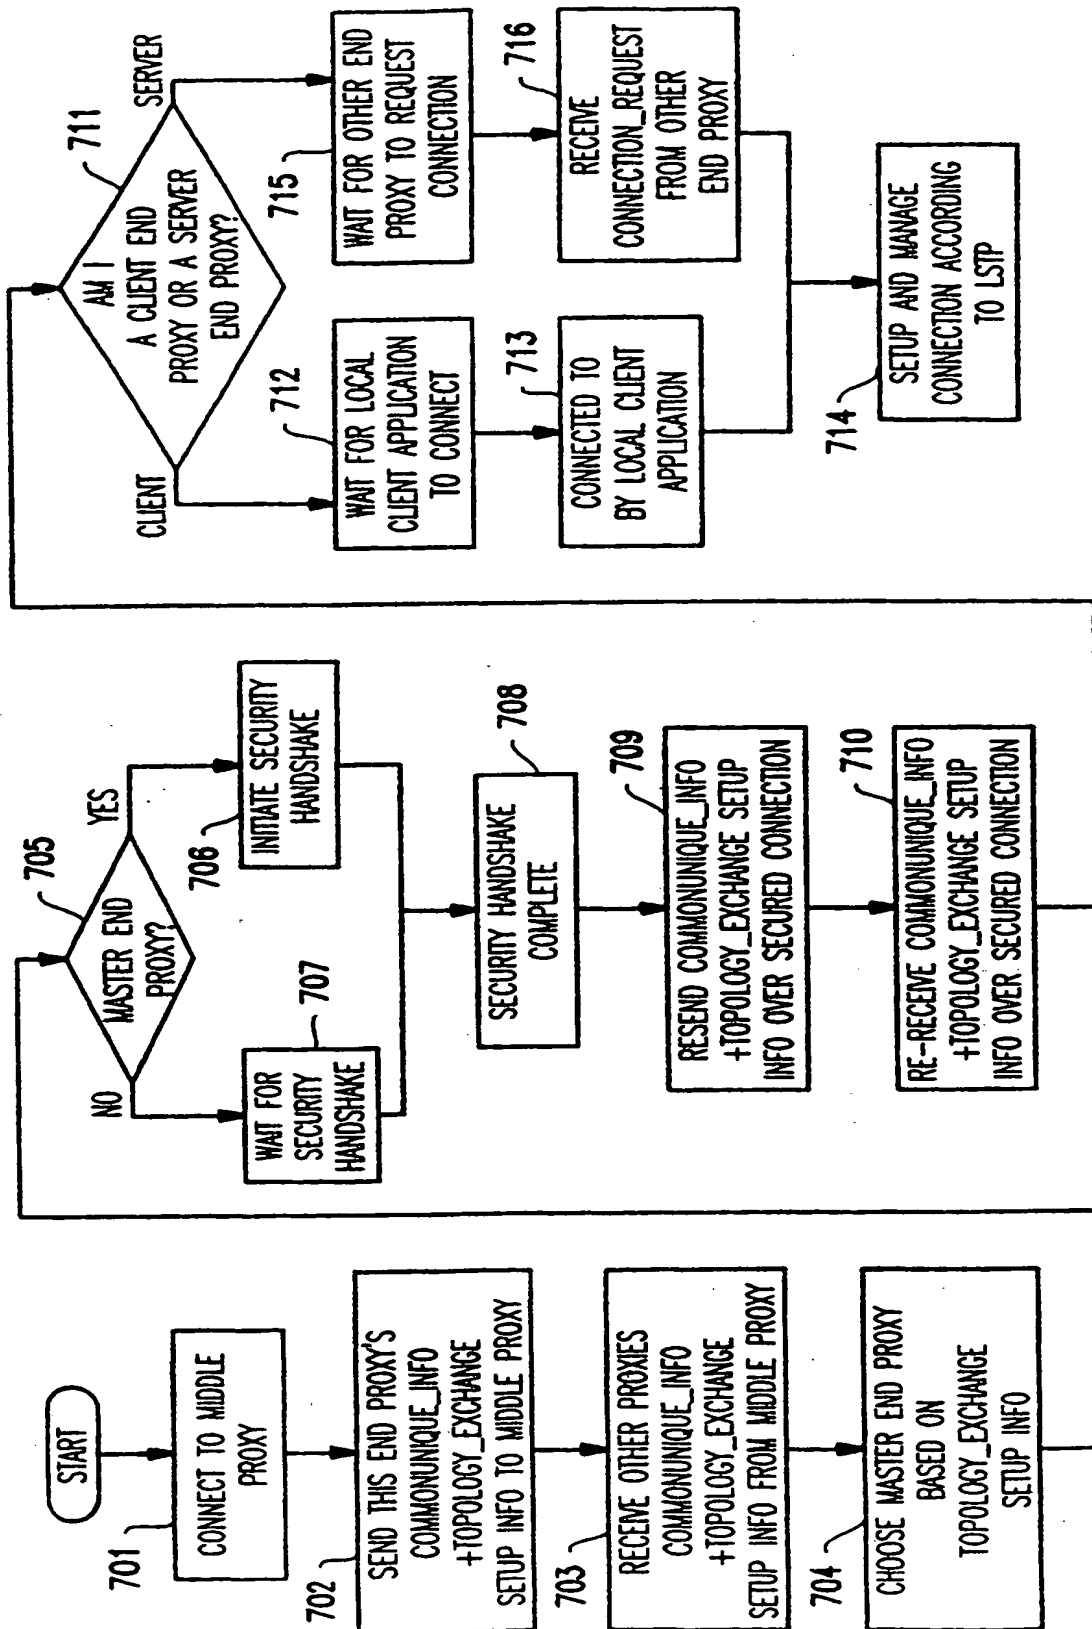 START
701
CONNECT TO MIDDLE
PROXY
702
SEND THIS END PROXY'S
COMMONUNIQUE_INFO
+TOPOLOGY_EXCHANGE
SETUP INFO TO MIDDLE PROXY
703
RECEIVE OTHER PROXIES
COMMONUNIQUE_INFO
+TOPOLOGY_EXCHANGE
SETUP INFO FROM MIDDLE PROXY
704
CHOOSE MASTER END PROXY
BASED ON
TOPOLOGY_EXCHANGE
SETUP INFO
705
MASTER END
PROXY?
NO
YES
707
WAIT FOR
SECURITY
HANDSHAKE
706
INITIATE SECURITY
HANDSHAKE
708
SECURITY HANDSHAKE
COMPLETE
709
RESEND COMMONUNIQUE_INFO
+TOPOLOGY_EXCHANGE SETUP
INFO OVER SECURED CONNECTION
710
RE-RECEIVE COMMONUNIQUE_INFO
+TOPOLOGY_EXCHANGE SETUP
INFO OVER SECURED CONNECTION
711
AM I
A CLIENT END
PROXY OR A SERVER
END PROXY?
CLIENT
SERVER
712
WAIT FOR LOCAL
CLIENT APPLICATION
TO CONNECT
713
CONNECTED TO
BY LOCAL CLIENT
APPLICATION
715
WAIT FOR OTHER END
PROXY TO REQUEST
CONNECTION
716
RECEIVE
CONNECTION_REQUEST
FROM OTHER
END PROXY
714
SETUP AND MANAGE
CONNECTION ACCORDING
TO LSTP